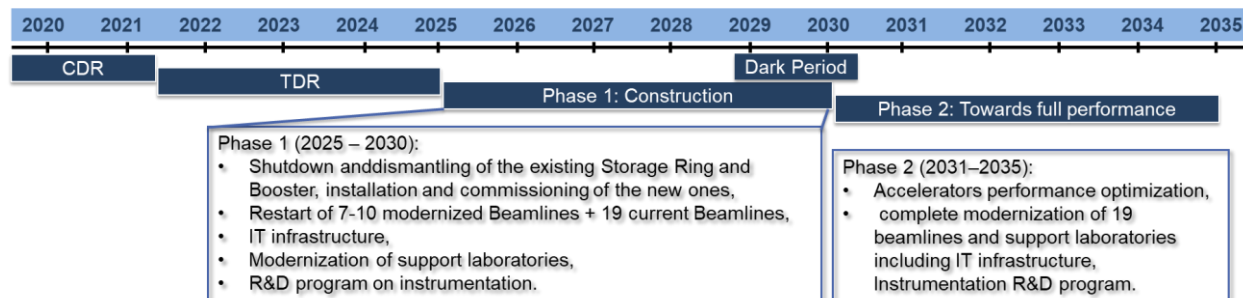 2020 2021 2022 2023 2024 2025 2026 2027 2028 2029 2030 2031 2032 2033 2034 2035
CDR
Dark Period
TDR
Phase 1: Construction
Phase 2: Towards full performance
Phase 1 (2025 – 2030):
• Shutdown anddismantling of the existing Storage Ring and
Booster, installation and commissioning of the new ones,
• Restart of 7-10 modernized Beamlines + 19 current Beamlines,
• IT infrastructure,
• Modernization of support laboratories,
• R&D program on instrumentation.
Phase 2 (2031–2035):
• Accelerators performance optimization,
• complete modernization of 19
beamlines and support laboratories
including IT infrastructure,
Instrumentation R&D program.